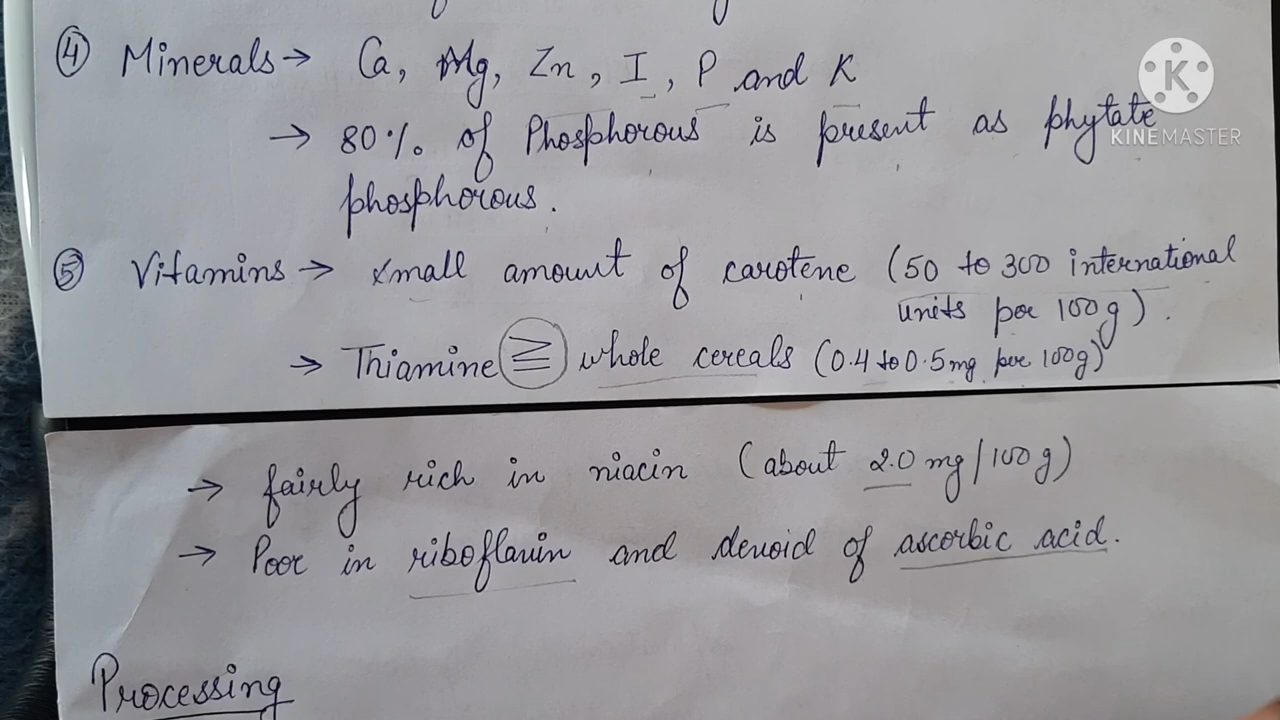 ④ Minerals → Ca, Mg, Zn, I, P and K
KINEMASTER
→ 80% of Phosphorous is present as phytate
phosphorous.
⑤ Vitamins → small amount of carotene (50 to 300 international
units per 100g).
→ Thiamine ≧ whole cereals (0.4 to 0.5mg per 100g)
→ fairly rich in niacin (about 2.0 mg/100g)
→ Poor in riboflavin and devoid of ascorbic acid.
Processing